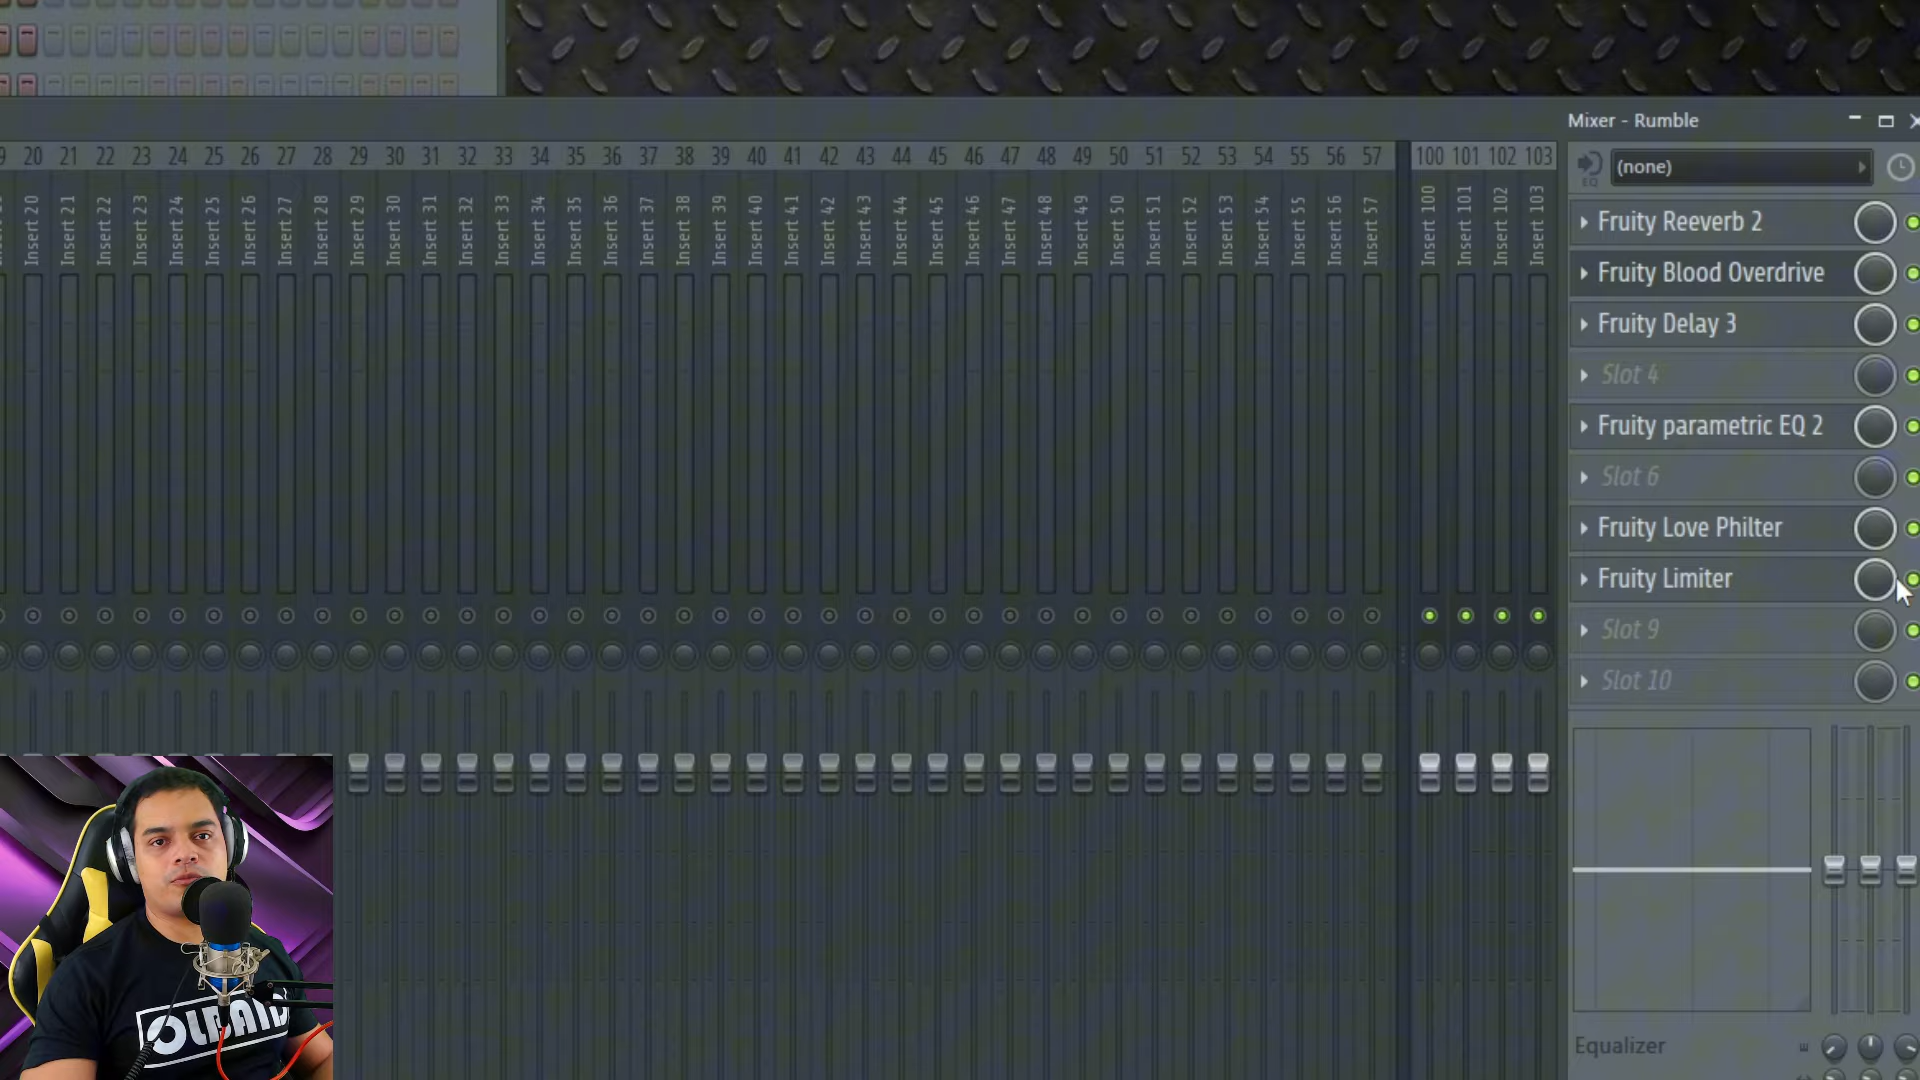 Mixer - Rumble
20 21 22 23 24 25 26 27 28 29 30 31 32 33 34 35 36 37 38 39 40 41 42 43 44 45 46 47 48 49 50 51 52 53 54 55 56 57 100 101 102 103
(none)
EQ
Insert 20
Insert 21
Insert 22
Insert 23
Insert 24
Insert 25
Insert 26
Insert 27
Insert 28
Insert 29
Insert 30
Insert 31
Insert 32
Insert 33
Insert 34
Insert 35
Insert 36
Insert 37
Insert 38
Insert 39
Insert 40
Insert 41
Insert 42
Insert 43
Insert 44
Insert 45
Insert 46
Insert 47
Insert 48
Insert 49
Insert 50
Insert 51
Insert 52
Insert 53
Insert 54
Insert 55
Insert 56
Insert 57
Insert 100
Insert 101
Insert 102
Insert 103
Fruity Reeverb 2
Fruity Blood Overdrive
Fruity Delay 3
Slot 4
Fruity parametric EQ 2
Slot 6
Fruity Love Philter
Fruity Limiter
Slot 9
Slot 10
Equalizer